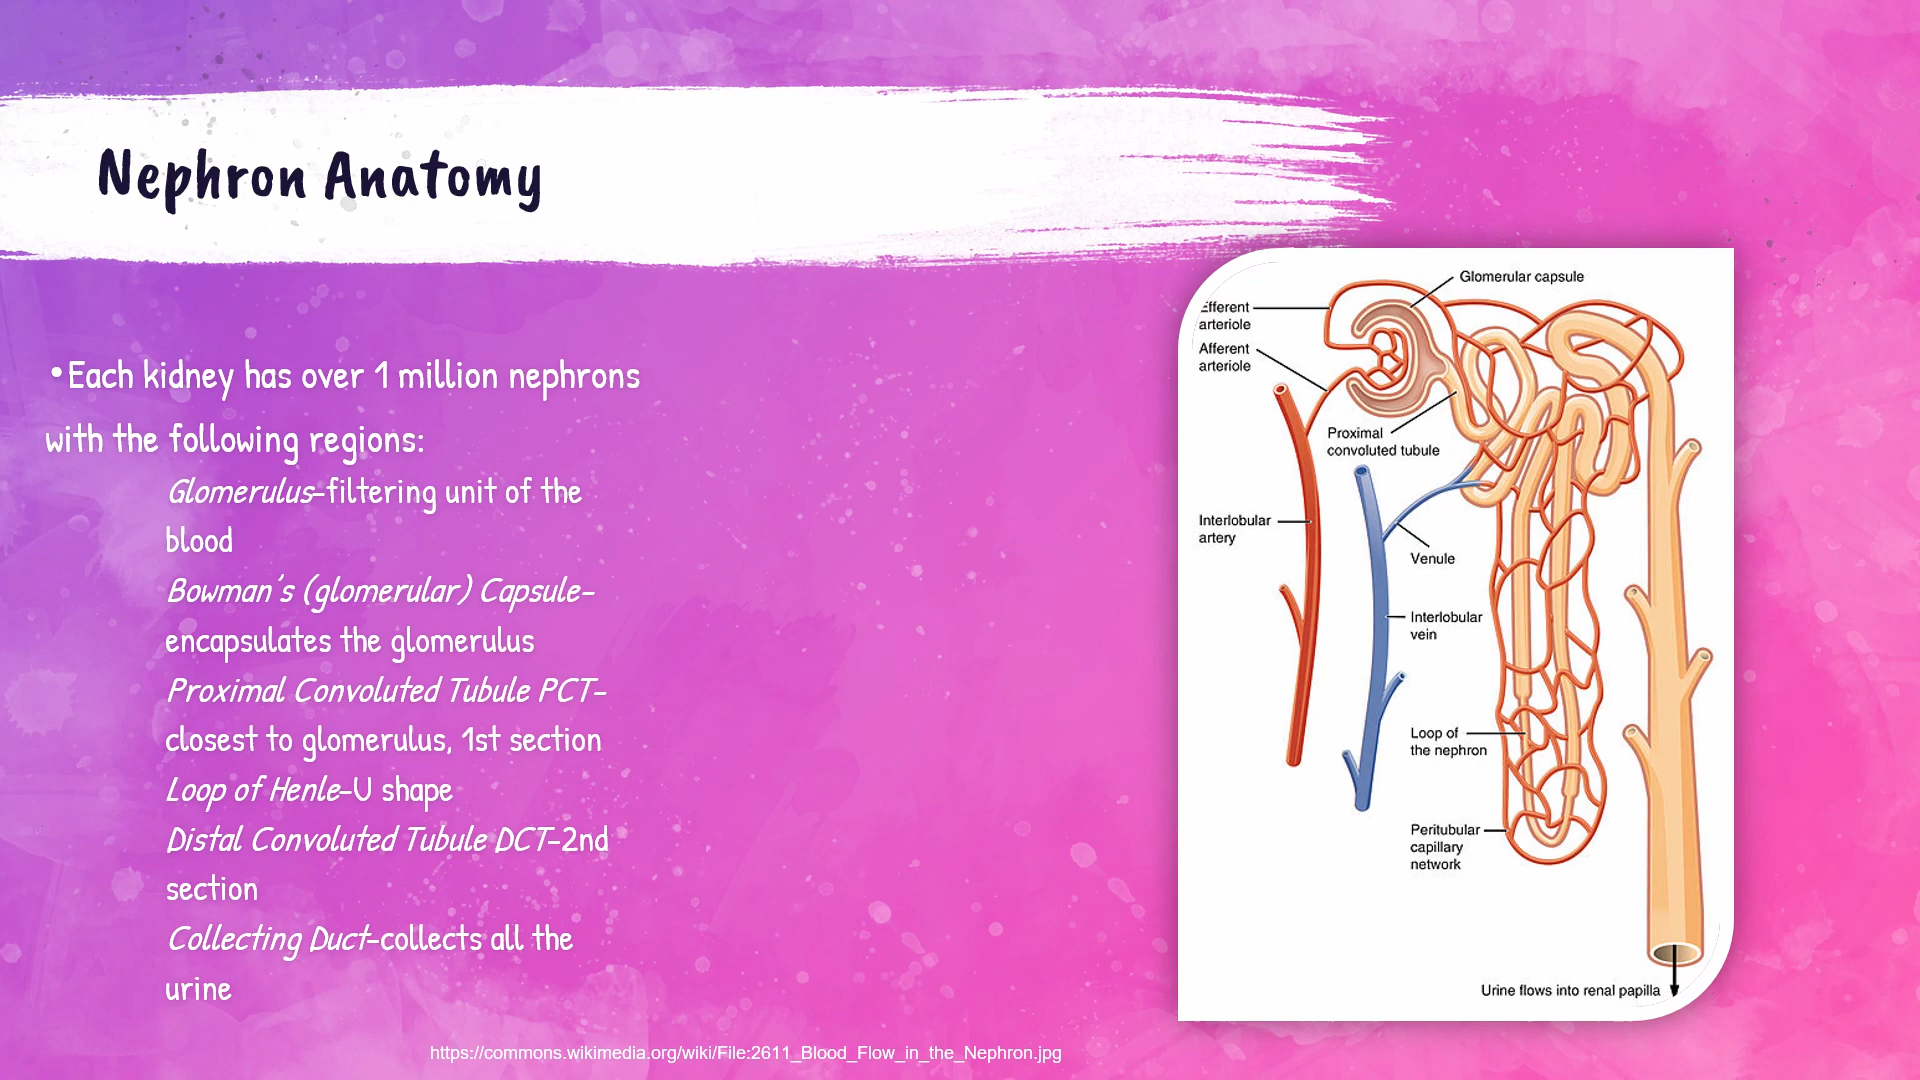 Nephron Anatomy
•Each kidney has over 1 million nephrons
with the following regions:
Glomerulus-filtering unit of the
blood
Bowman's (glomerular) Capsule-
encapsulates the glomerulus
Proximal Convoluted Tubule PCT-
closest to glomerulus, 1st section
Loop of Henle-U shape
Distal Convoluted Tubule DCT-2nd
section
Collecting Duct-collects all the
urine
Glomerular capsule
Efferent
arteriole
Afferent
arteriole
Proximal
convoluted tubule
Interlobular
artery
Venule
Interlobular
vein
Loop of
the nephron
Peritubular
capillary
network
Urine flows into renal papilla
https://commons.wikimedia.org/wiki/File:2611_Blood_Flow_in_the_Nephron.jpg